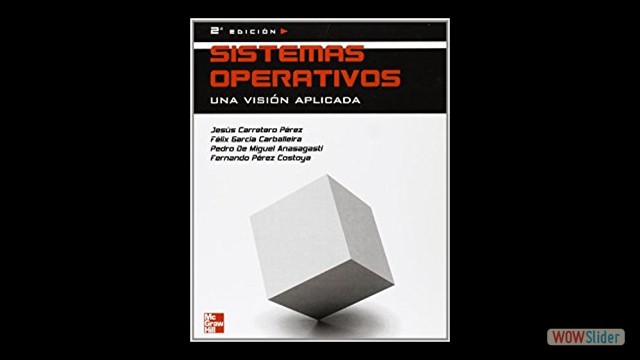 2ª EDICIÓN
SISTEMAS
OPERATIVOS
UNA VISIÓN APLICADA
Jesús Carretero Pérez
Félix García Carballeira
Pedro De Miguel Anasagasti
Fernando Pérez Costoya
Mc
Graw
Hill
WOWSlider